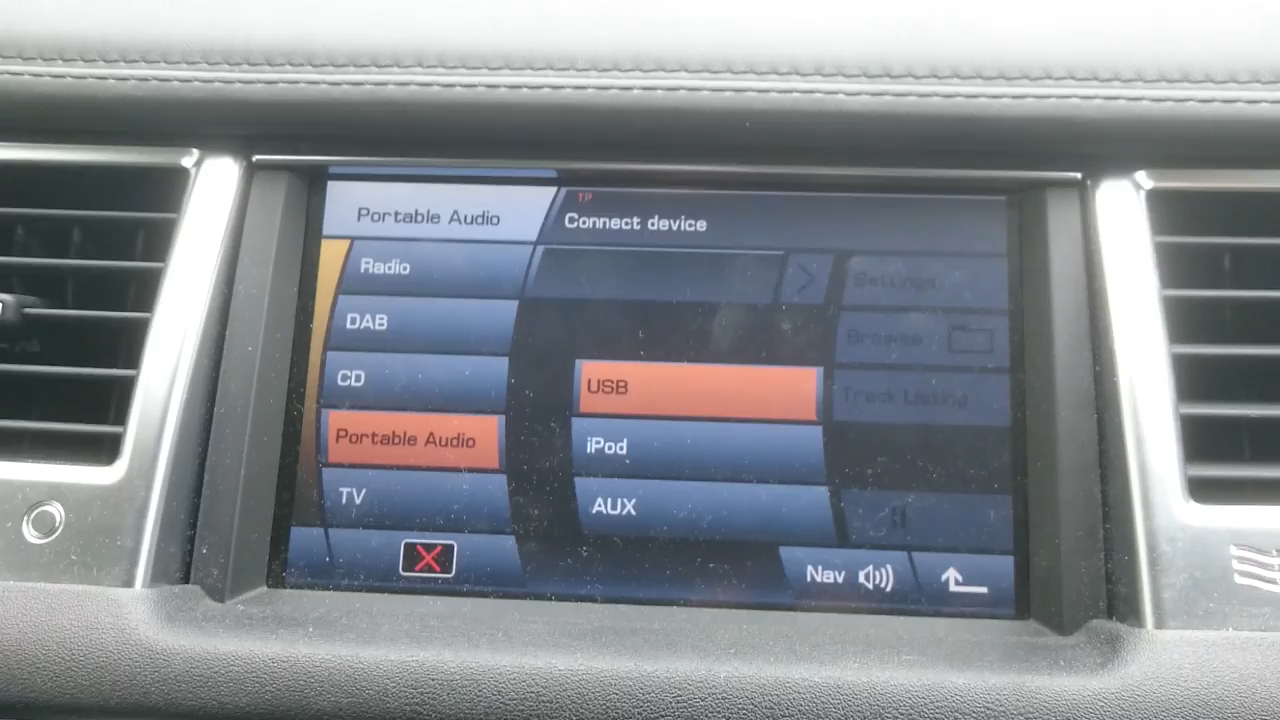 TP
Portable Audio
Connect device
Radio
DAB
CD
Portable Audio
TV
USB
iPod
AUX
Settings
Browse
Track Listing
Nav